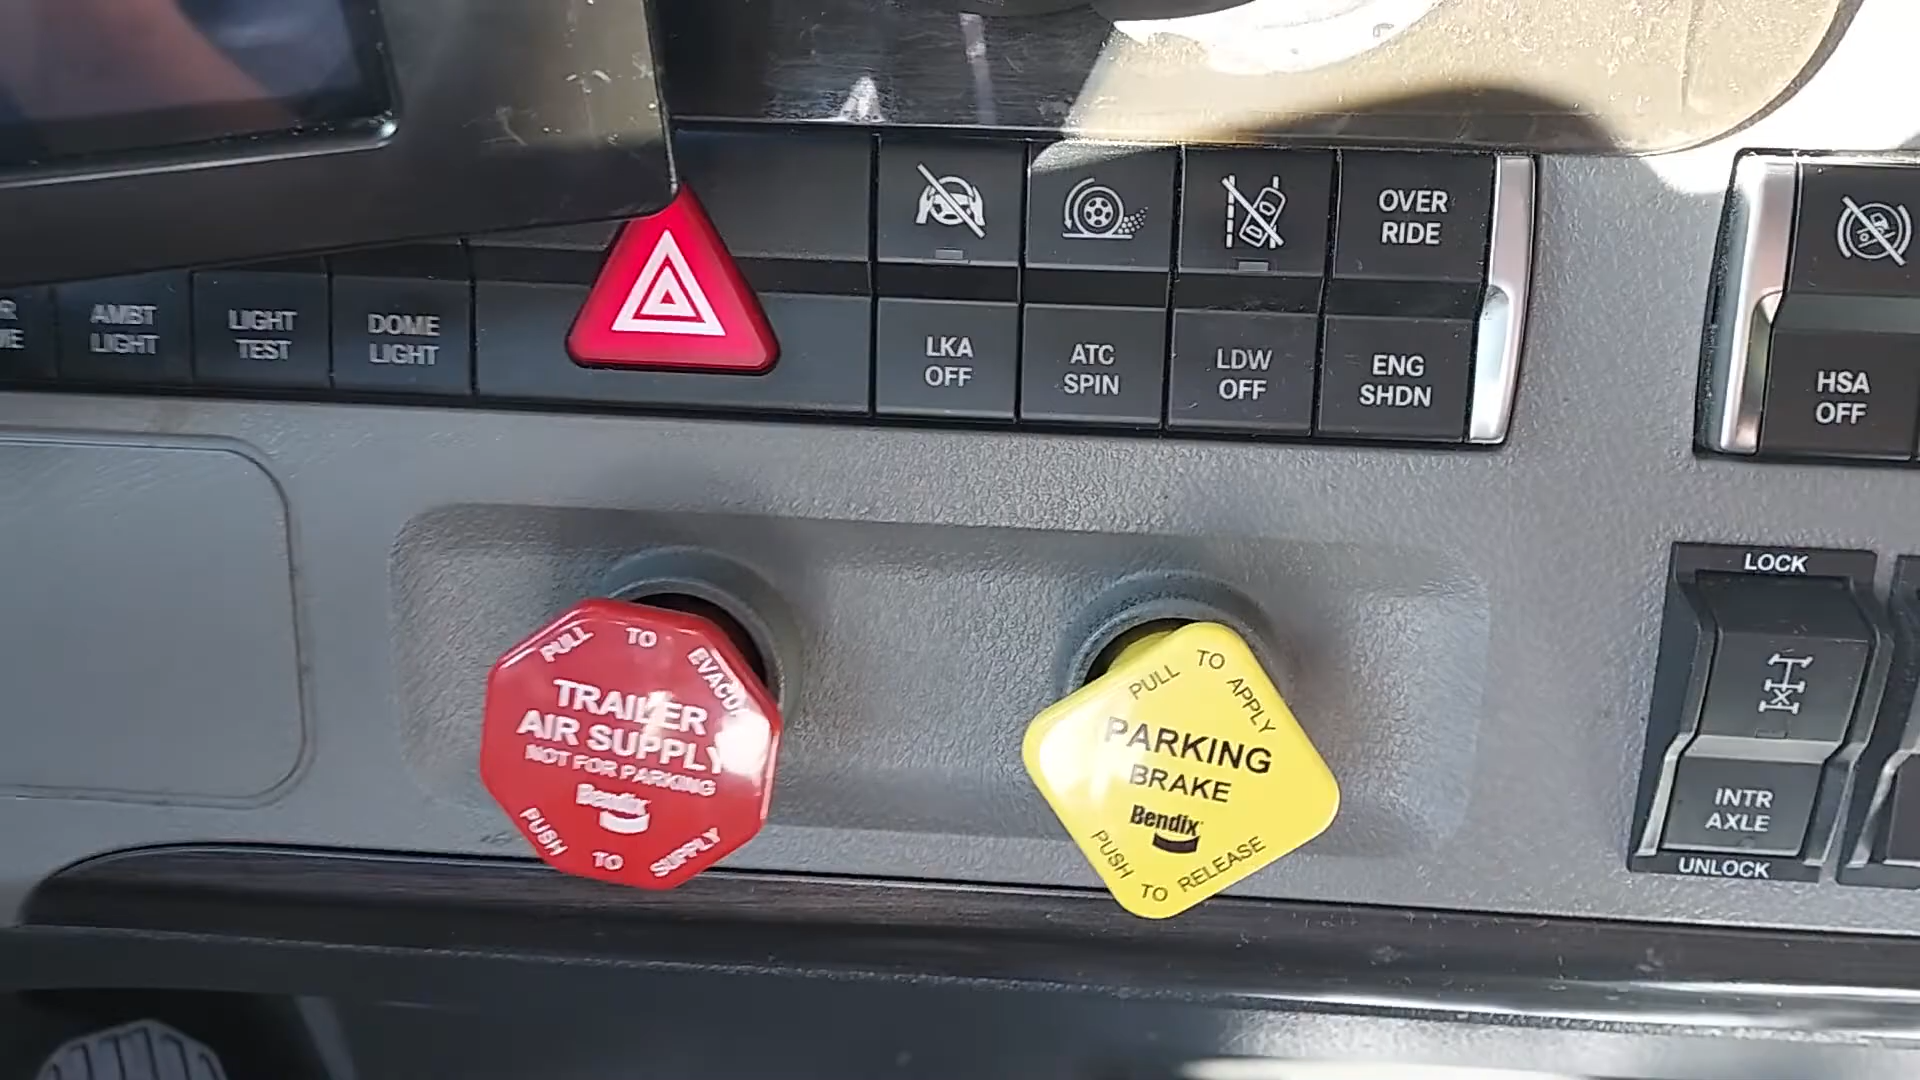 OVER
RIDE
AMBT
LIGHT
LIGHT
TEST
DOME
LIGHT
LKA
OFF
ATC
SPIN
LDW
OFF
ENG
SHDN
HSA
OFF
PULL TO EVACU
TRAILER
AIR SUPPLY
NOT FOR PARKING
Bendix
PUSH TO SUPPLY
PULL TO APPLY
PARKING
BRAKE
Bendix
PUSH TO RELEASE
LOCK
INTR
AXLE
UNLOCK